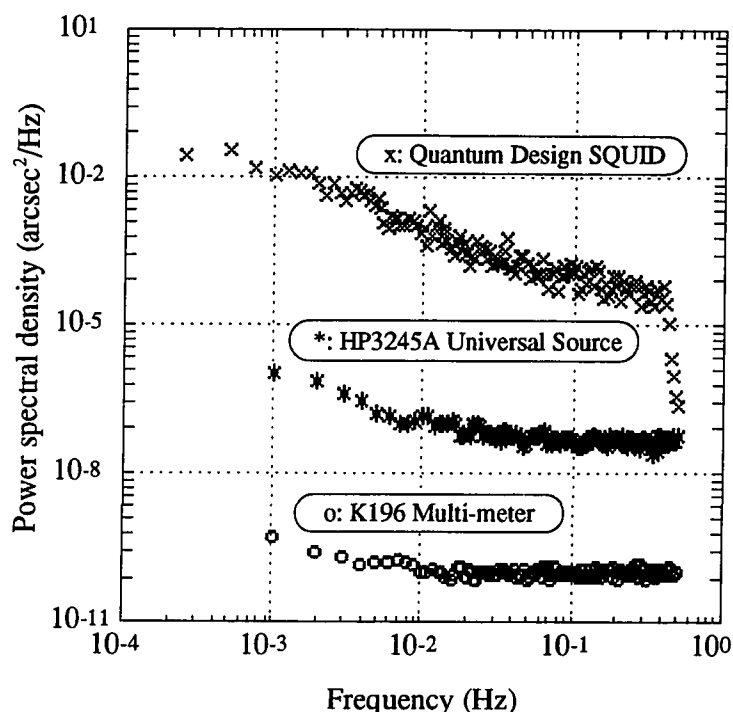 10¹
10⁻²
10⁻⁵
10⁻⁸
10⁻¹¹
Power spectral density (arcsec²/Hz)
x: Quantum Design SQUID
*: HP3245A Universal Source
o: K196 Multi-meter
10⁻⁴ 10⁻³ 10⁻² 10⁻¹ 10⁰
Frequency (Hz)